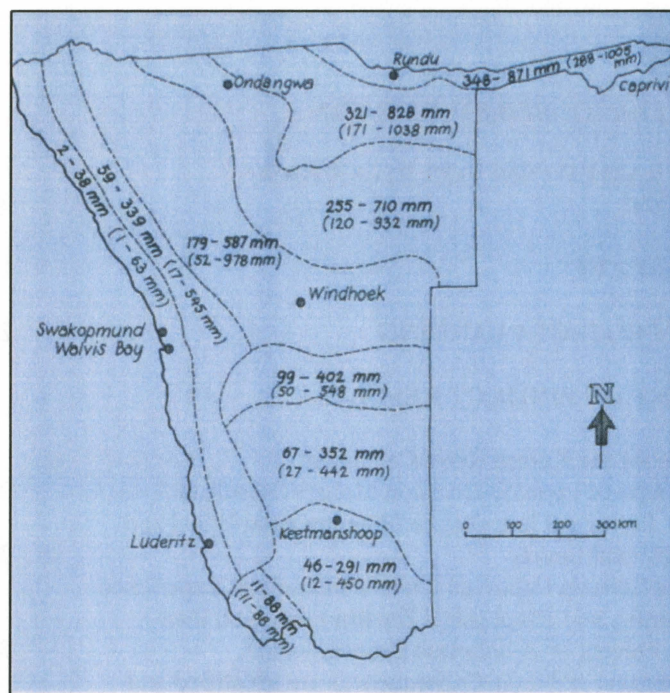 Rundu
348-871 mm (288-1005 mm)
Caprivi
Ondangwa
321-828 mm
(171-1038 mm)
59-339 mm (17-545 mm)
2-38 mm (1-63 mm)
255-710 mm
(120-932 mm)
179-587 mm
(52-978 mm)
Windhoek
Swakopmund
Walvis Bay
99-402 mm
(50-548 mm)
N
67-352 mm
(27-442 mm)
Keetmanshoop
0 100 200 300 km
Luderitz
46-291 mm
(12-450 mm)
11-88 mm
(11-88 mm)